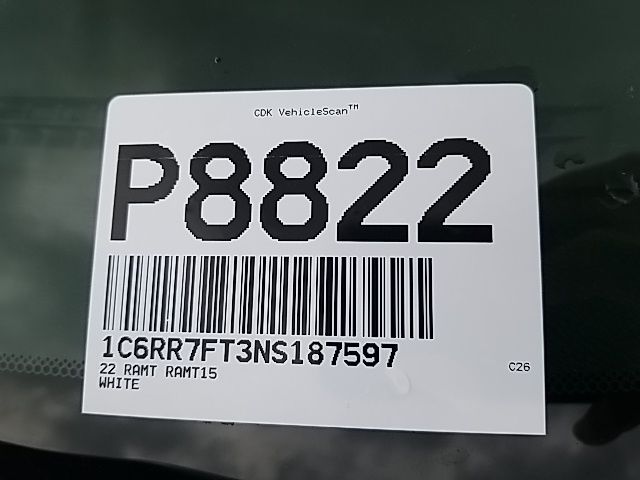 CDK VehicleScan™
P8822
1C6RR7FT3NS187597
22 RAMT RAMT15
WHITE
C26